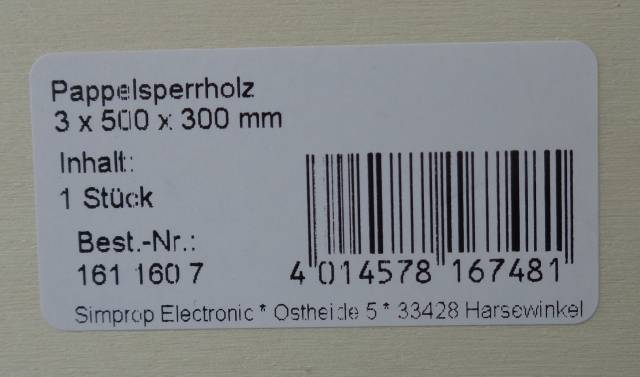 Pappelsperrholz
3 x 500 x 300 mm
Inhalt:
1 Stück
Best.-Nr.:
161 160 7
4 014578 167481
Simprop Electronic * Ostheide 5 * 33428 Harsewinkel